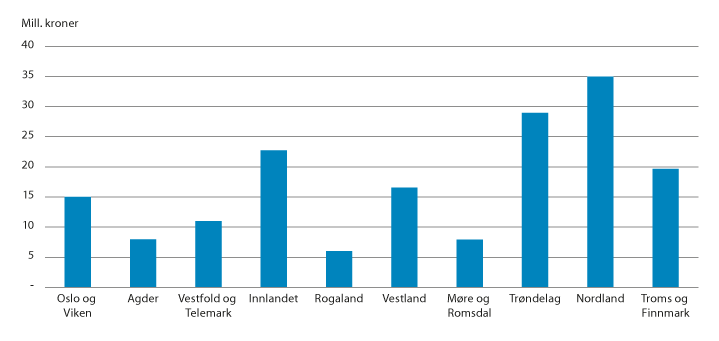 Mill. kroner
40
35
30
25
20
15
10
5
-
Oslo og
Viken
Agder
Vestfold og
Telemark
Innlandet
Rogaland
Vestland
Møre og
Romsdal
Trøndelag
Nordland
Troms og
Finnmark